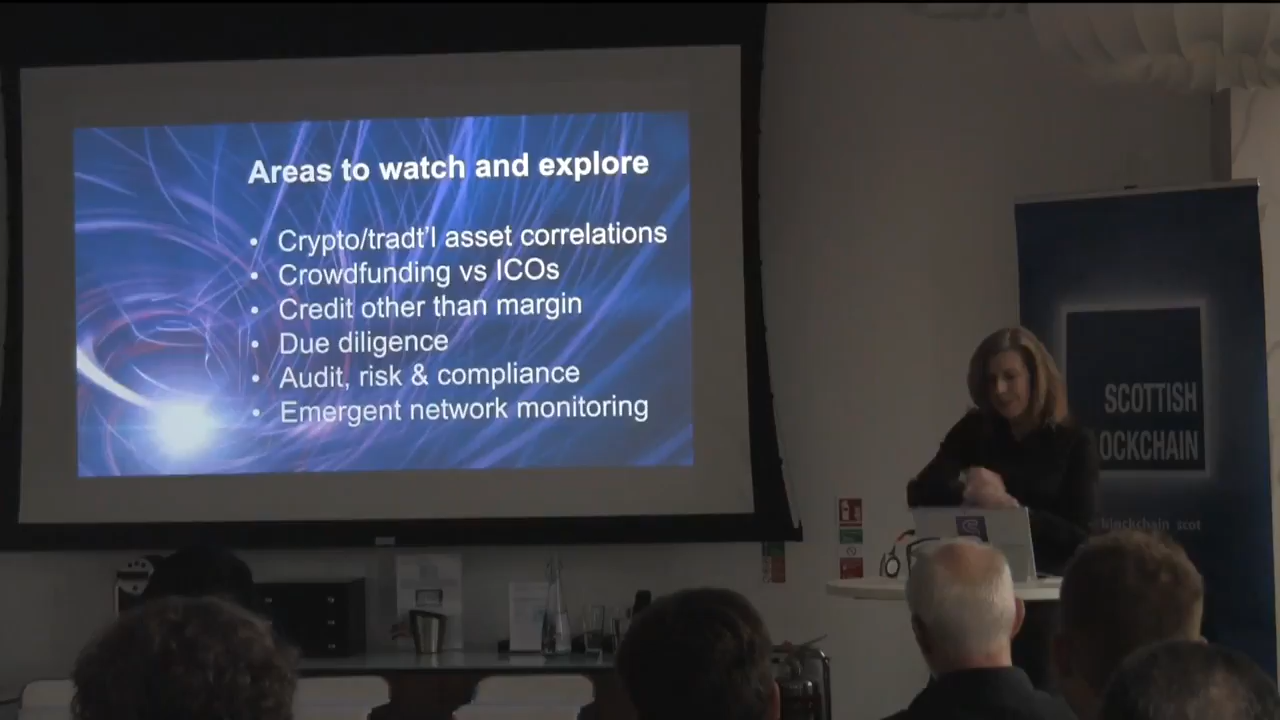 Areas to watch and explore
• Crypto/tradt'l asset correlations
• Crowdfunding vs ICOs
• Credit other than margin
• Due diligence
• Audit, risk & compliance
• Emergent network monitoring
SCOTTISH
OCKCHAIN
blockchain scot